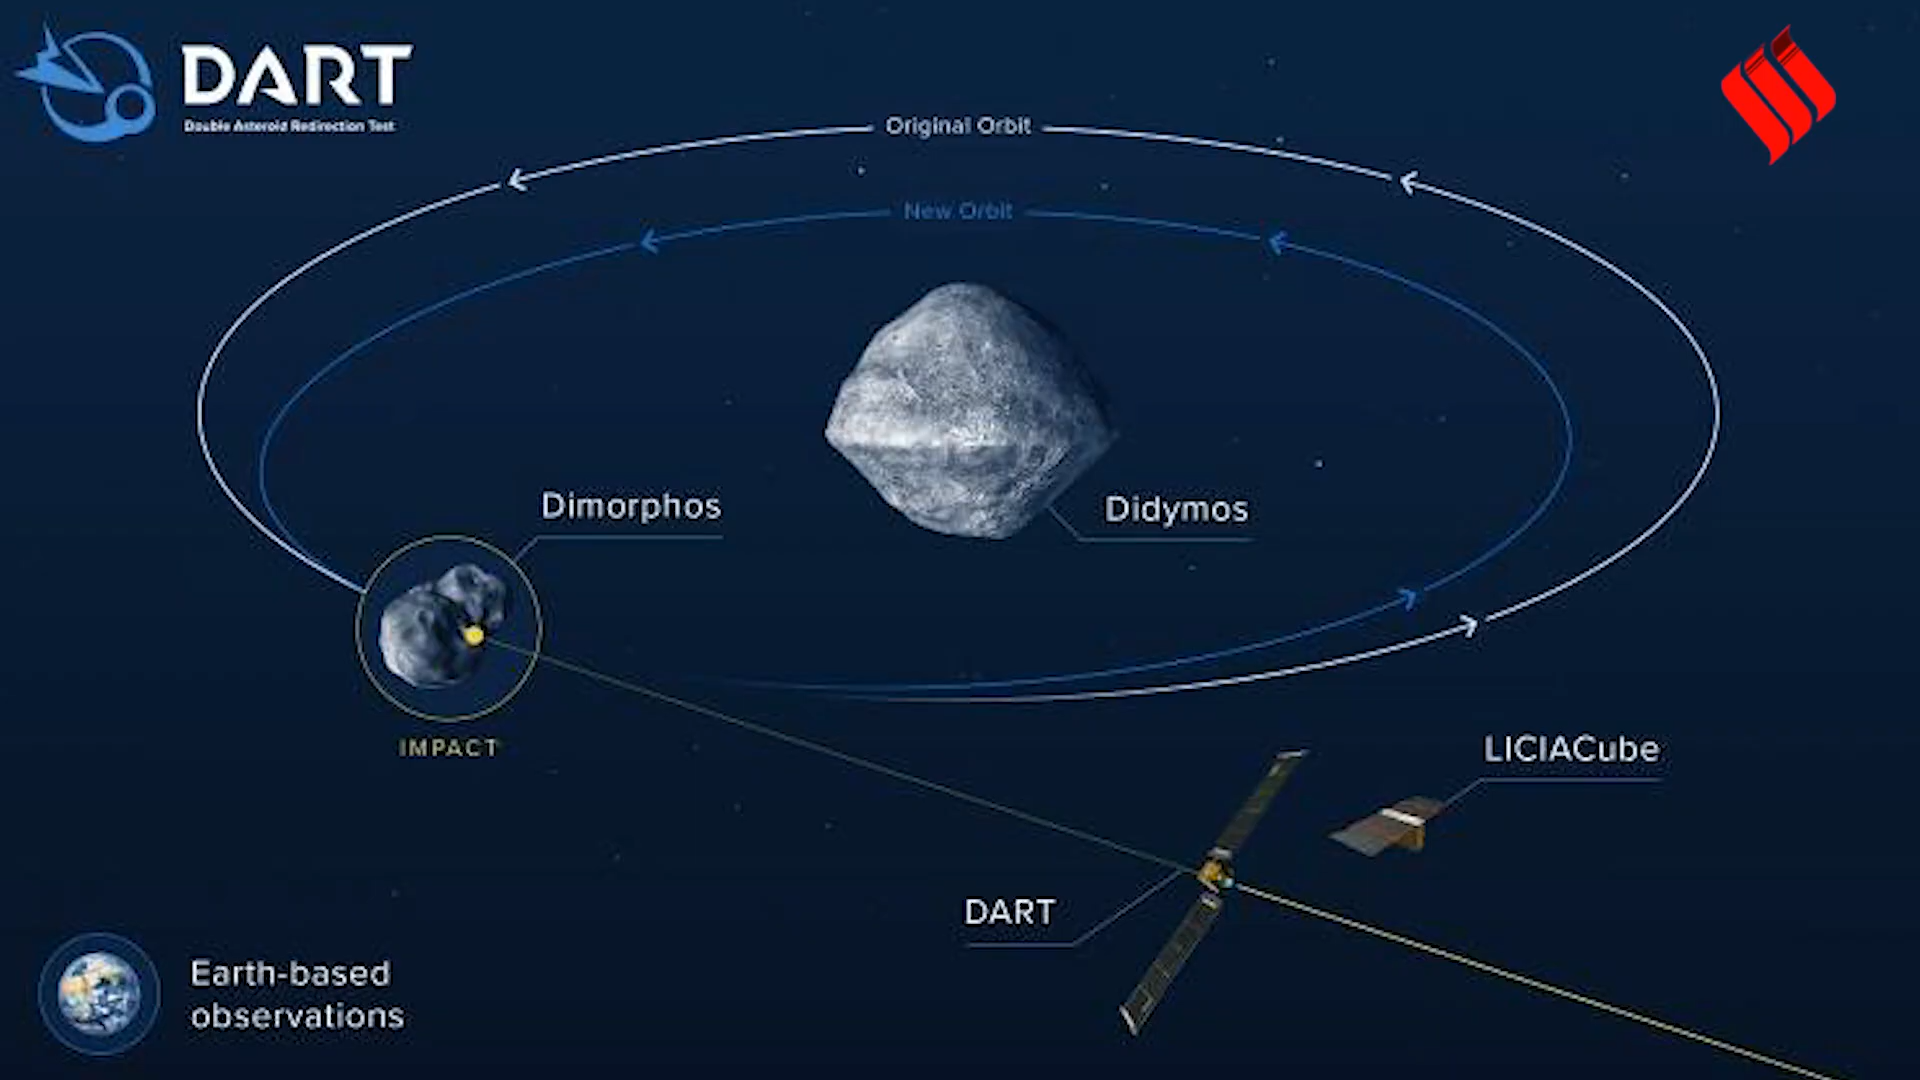 DART
Double Asteroid Redirection Test
Original Orbit
New Orbit
Dimorphos
Didymos
IMPACT
LICIACube
DART
Earth-based
observations